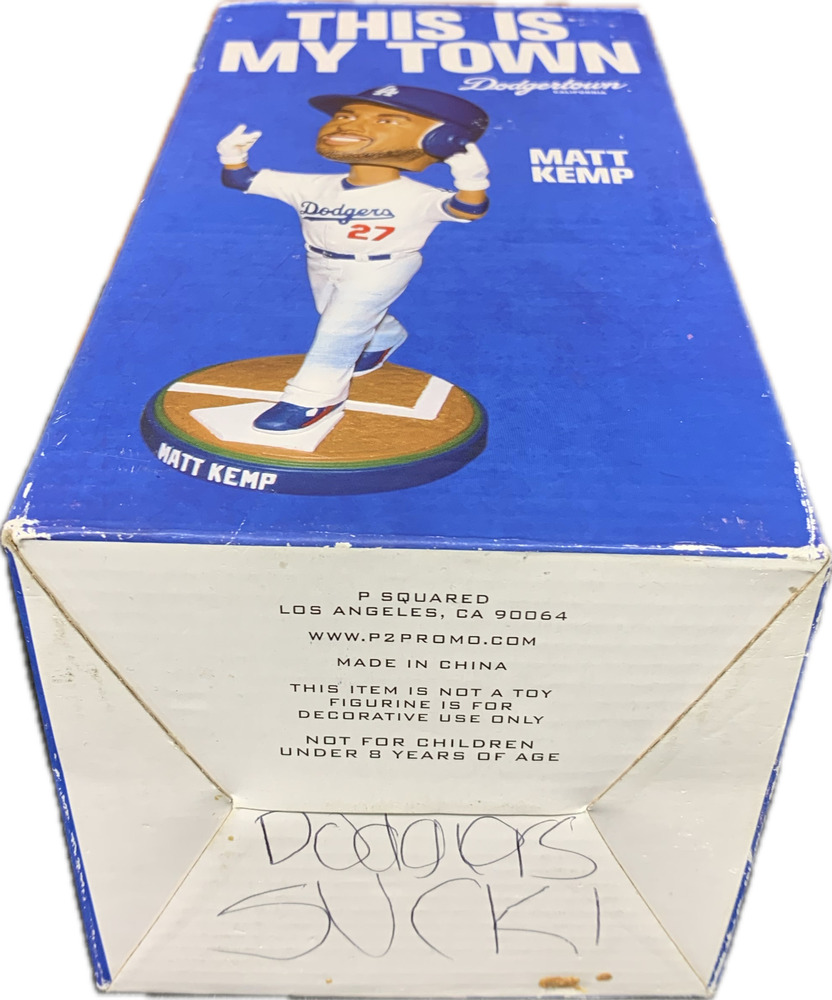 THIS IS
MY TOWN
Dodgertown
CALIFORNIA
LA
MATT
KEMP
Dodgers
27
MATT KEMP
P SQUARED
LOS ANGELES, CA 90064
WWW.P2PROMO.COM
MADE IN CHINA
THIS ITEM IS NOT A TOY
FIGURINE IS FOR
DECORATIVE USE ONLY
NOT FOR CHILDREN
UNDER 8 YEARS OF AGE
Dodgers
SUCK!